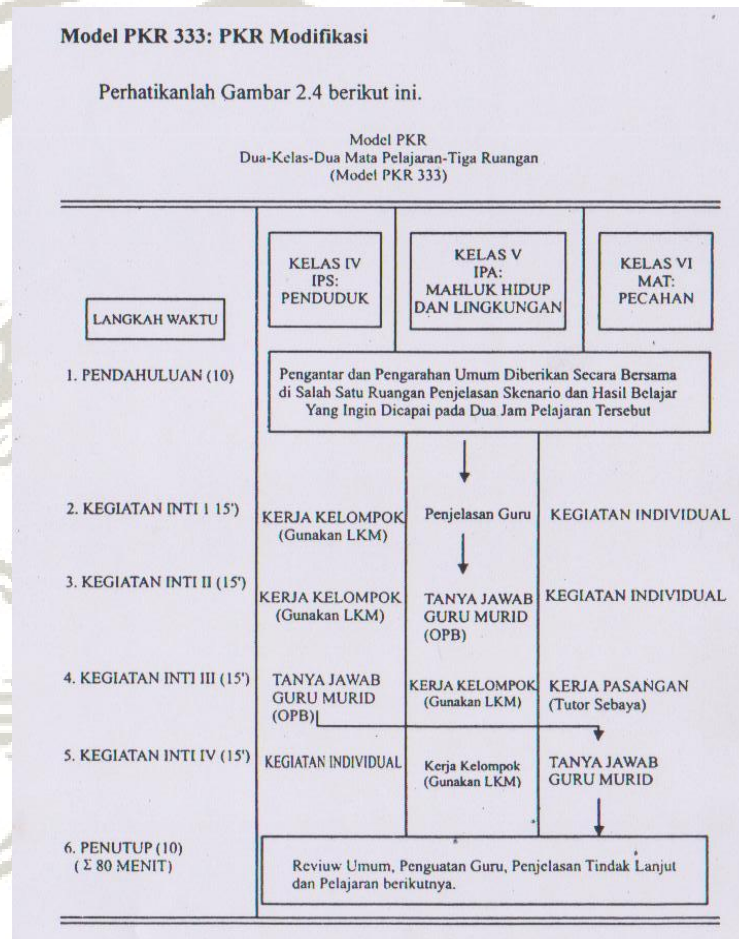 Model PKR 333: PKR Modifikasi
Perhatikanlah Gambar 2.4 berikut ini.
Model PKR
Dua-Kelas-Dua Mata Pelajaran-Tiga Ruangan
(Model PKR 333)
LANGKAH WAKTU
KELAS IV
IPS:
PENDUDUK
KELAS V
IPA:
MAHLUK HIDUP
DAN LINGKUNGAN
KELAS VI
MAT:
PECAHAN
1. PENDAHULUAN (10)
Pengantar dan Pengarahan Umum Diberikan Secara Bersama
di Salah Satu Ruangan Penjelasan Skenario dan Hasil Belajar
Yang Ingin Dicapai pada Dua Jam Pelajaran Tersebut
2. KEGIATAN INTI 1 15')
KERJA KELOMPOK
(Gunakan LKM)
Penjelasan Guru
KEGIATAN INDIVIDUAL
3. KEGIATAN INTI II (15')
KERJA KELOMPOK
(Gunakan LKM)
TANYA JAWAB
GURU MURID
(OPB)
KEGIATAN INDIVIDUAL
4. KEGIATAN INTI III (15')
TANYA JAWAB
GURU MURID
(OPB)
KERJA KELOMPOK
(Gunakan LKM)
KERJA PASANGAN
(Tutor Sebaya)
5. KEGIATAN INTI IV (15')
KEGIATAN INDIVIDUAL
Kerja Kelompok
(Gunakan LKM)
TANYA JAWAB
GURU MURID
6. PENUTUP (10)
(Σ 80 MENIT)
Reviuw Umum, Penguatan Guru, Penjelasan Tindak Lanjut
dan Pelajaran berikutnya.